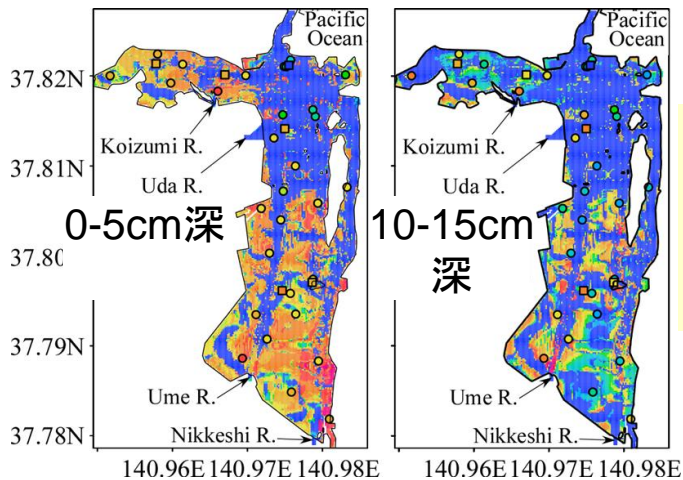 Pacific
Ocean
37.82N
Koizumi R.
37.81N
Uda R.
0-5cm深
37.80
37.79N
Ume R.
Nikkeshi R.
37.78N
140.96E 140.97E 140.98E
Pacific
Ocean
Koizumi R.
Uda R.
10-15cm
深
Ume R.
Nikkeshi R.
140.96E 140.97E 140.98E